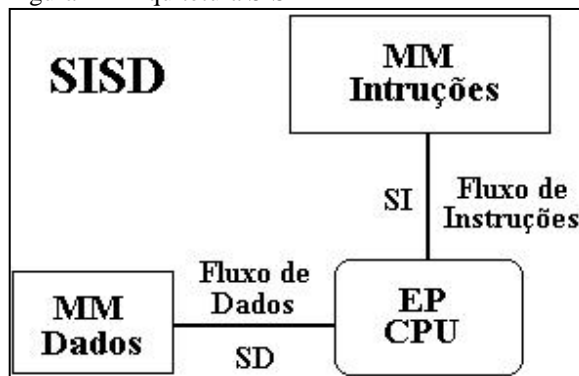 SISD
MM
Intruções
SI
Fluxo de
Instruções
Fluxo de
Dados
SD
MM
Dados
EP
CPU